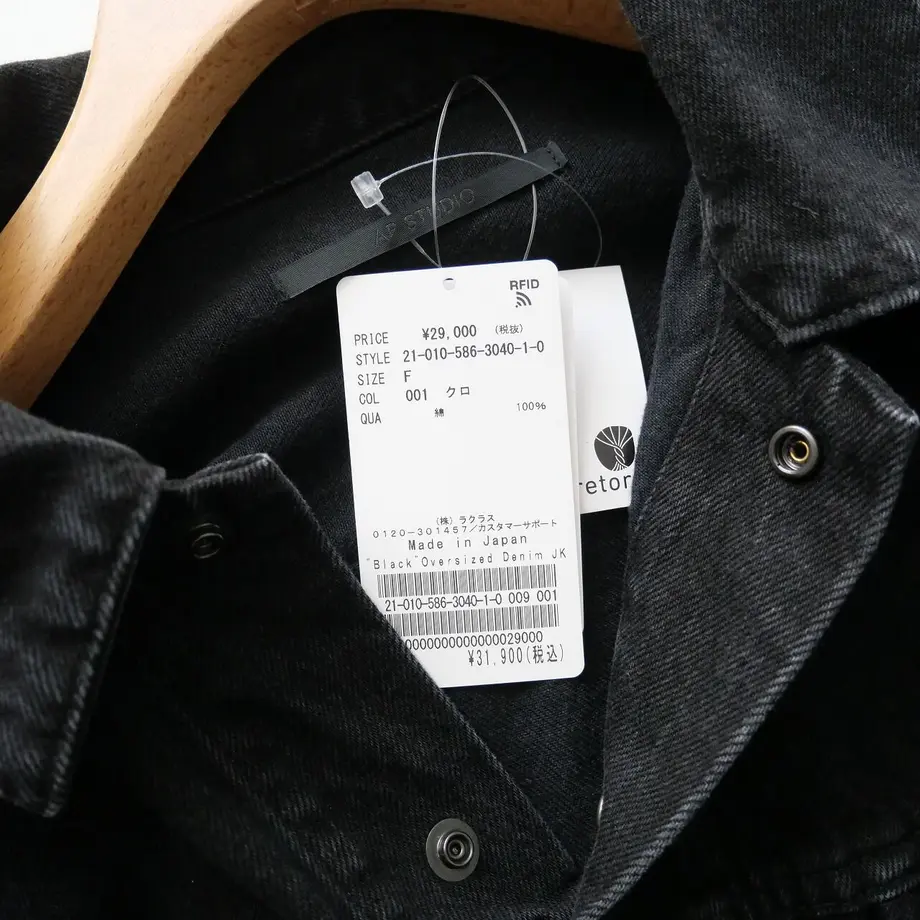 AP STUDIO
RFID
PRICE ¥29,000 (税抜)
STYLE 21-010-586-3040-1-0
SIZE F
COL 001 クロ
QUA 綿 100%
(株) ラクラス
0120-301457/カスタマーサポート
Made in Japan
"Black"Oversized Denim JK
21-010-586-3040-1-0 009 001
0000000000000029000
¥31,900(税込)